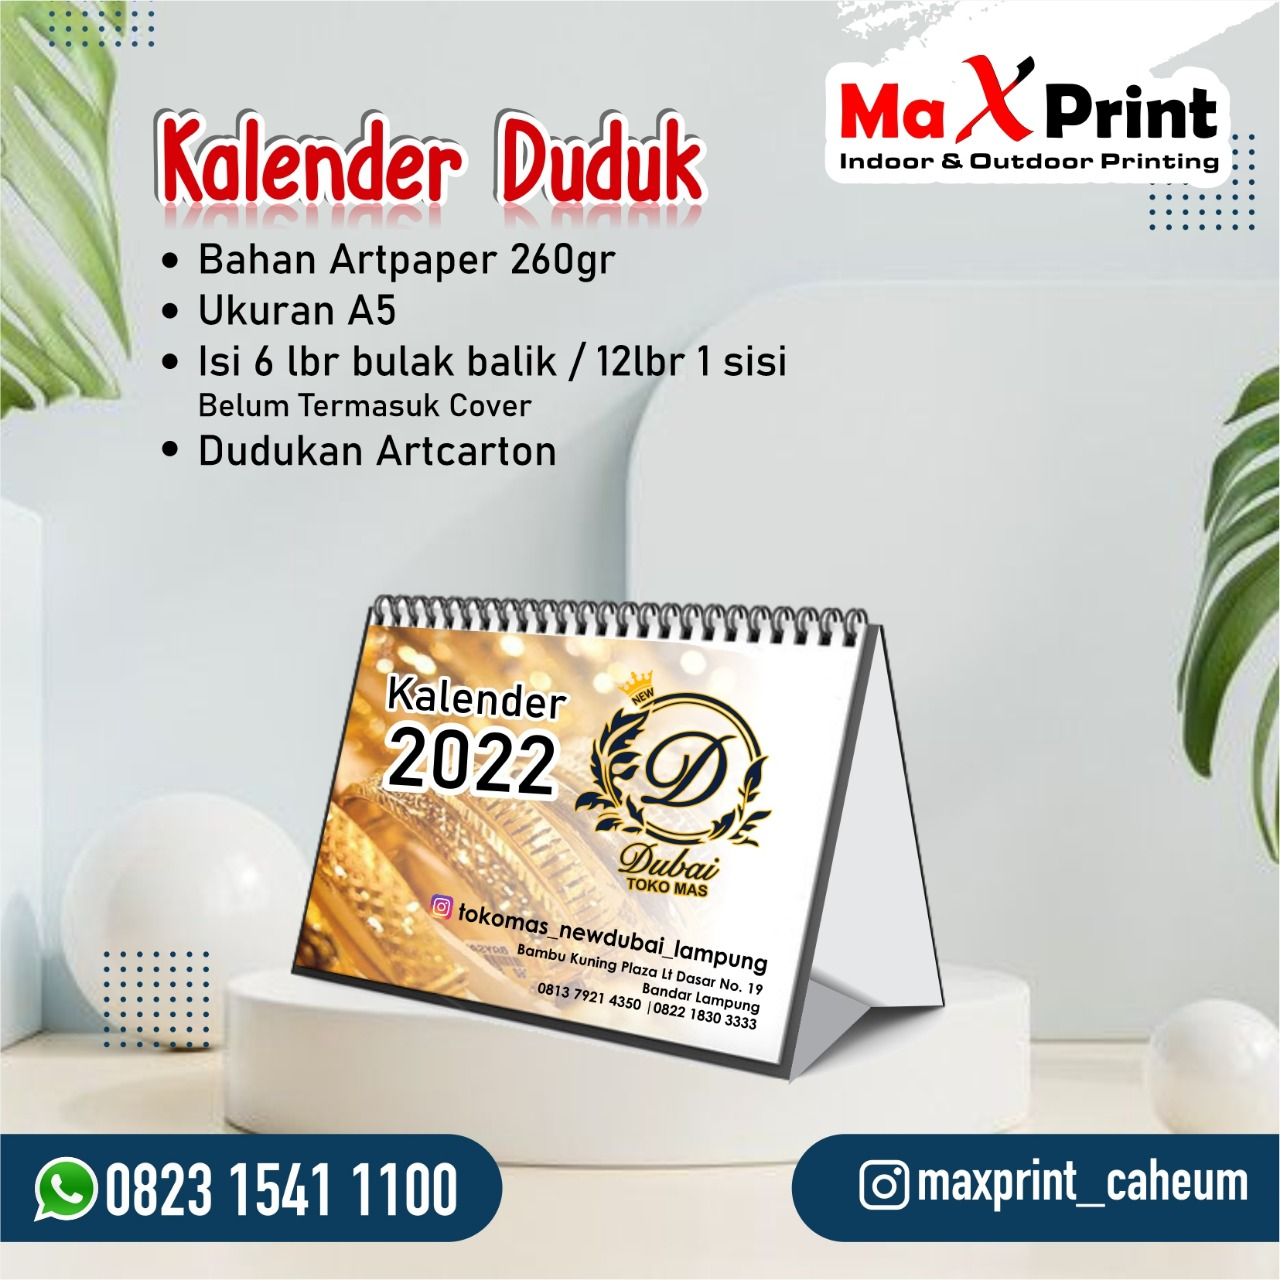 MaXPrint
Indoor & Outdoor Printing
Kalender Duduk
• Bahan Artpaper 260gr
• Ukuran A5
• Isi 6 lbr bulak balik / 12lbr 1 sisi
Belum Termasuk Cover
• Dudukan Artcarton
Kalender
2022
NEW
D
Dubai
TOKO MAS
tokomas_newdubai_lampung
Bambu Kuning Plaza Lt Dasar No. 19
Bandar Lampung
0813 7921 4350 |0822 1830 3333
0823 1541 1100
maxprint_caheum